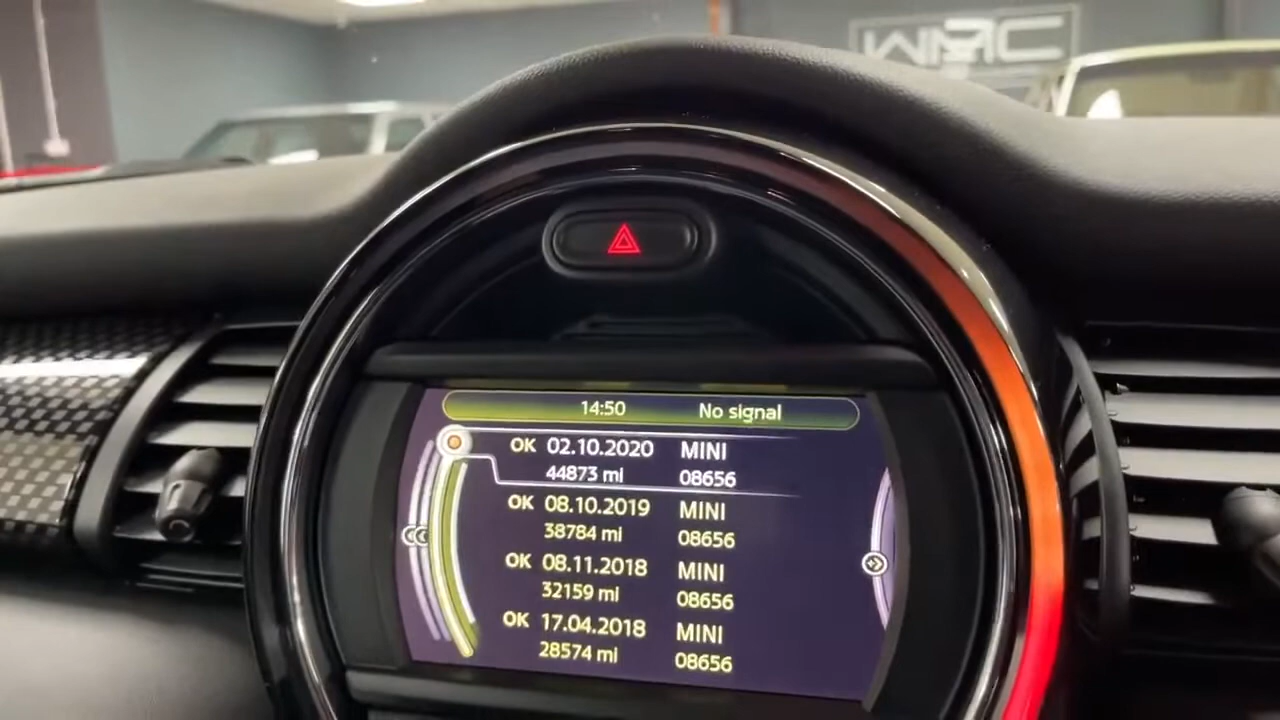 WRC
14:50 No signal
OK 02.10.2020 MINI
44873 mi 08656
OK 08.10.2019 MINI
38784 mi 08656
OK 08.11.2018 MINI
32159 mi 08656
OK 17.04.2018 MINI
28574 mi 08656